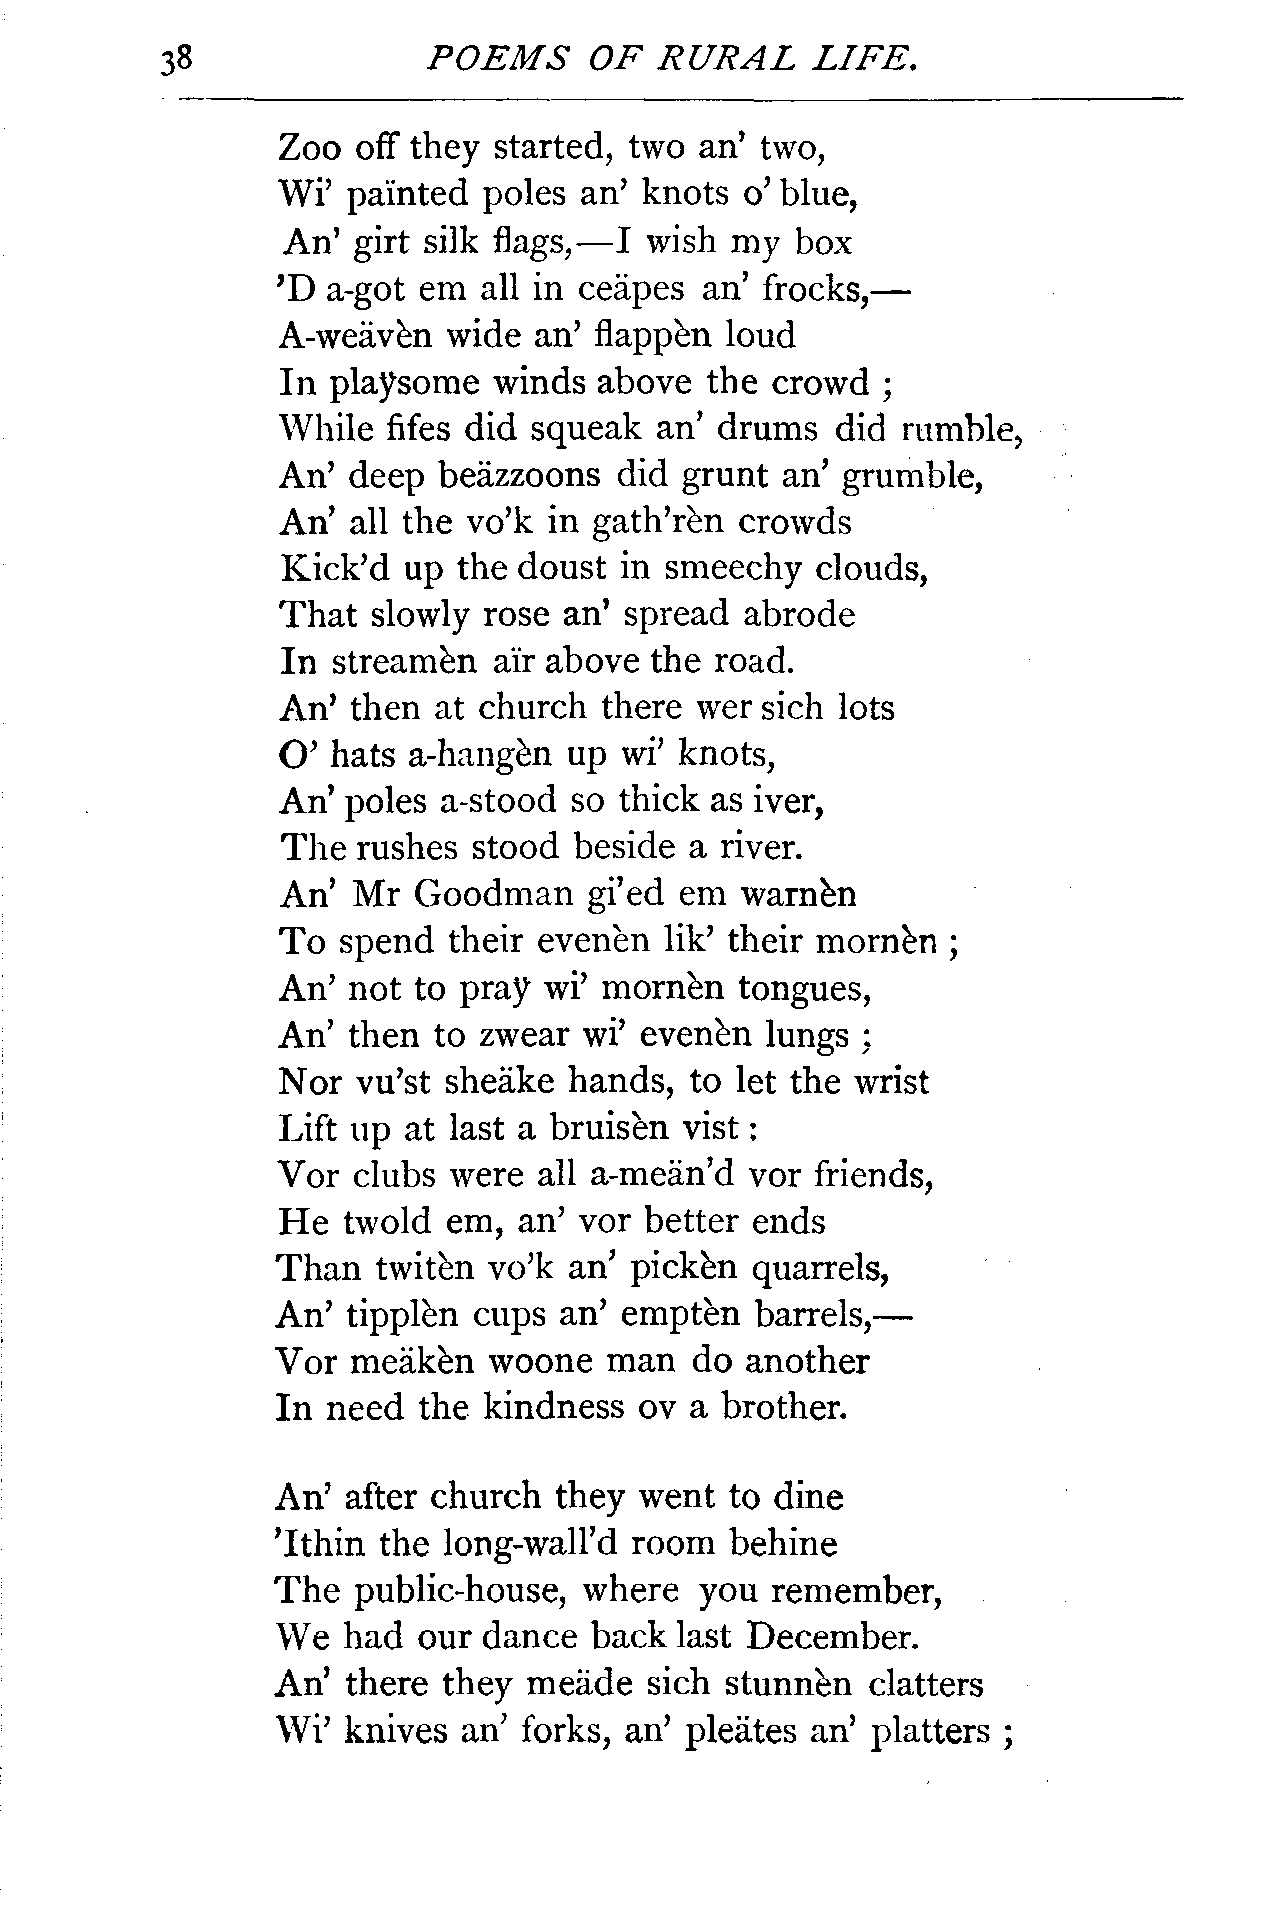 38 POEMS OF RURAL LIFE.
Zoo off they started, two an' two,
Wi' païnted poles an' knots o' blue,
An' girt silk flags,—I wish my box
'D a-got em all in ceäpes an' frocks,—
A-weävèn wide an' flappèn loud
In plaÿsome winds above the crowd ;
While fifes did squeak an' drums did rumble,
An' deep beäzzoons did grunt an' grumble,
An' all the vo'k in gath'rèn crowds
Kick'd up the doust in smeechy clouds,
That slowly rose an' spread abrode
In streamèn aïr above the road.
An' then at church there wer sich lots
O' hats a-hangèn up wi' knots,
An' poles a-stood so thick as iver,
The rushes stood beside a river.
An' Mr Goodman gi'ed em warnèn
To spend their evenèn lik' their mornèn ;
An' not to praÿ wi' mornèn tongues,
An' then to zwear wi' evenèn lungs ;
Nor vu'st sheäke hands, to let the wrist
Lift up at last a bruisèn vist :
Vor clubs were all a-meän'd vor friends,
He twold em, an' vor better ends
Than twitèn vo'k an' pickèn quarrels,
An' tipplèn cups an' emptèn barrels,—
Vor meäkèn woone man do another
In need the kindness ov a brother.
An' after church they went to dine
'Ithin the long-wall'd room behine
The public-house, where you remember,
We had our dance back last December.
An' there they meäde sich stunnèn clatters
Wi' knives an' forks, an' pleätes an' platters ;